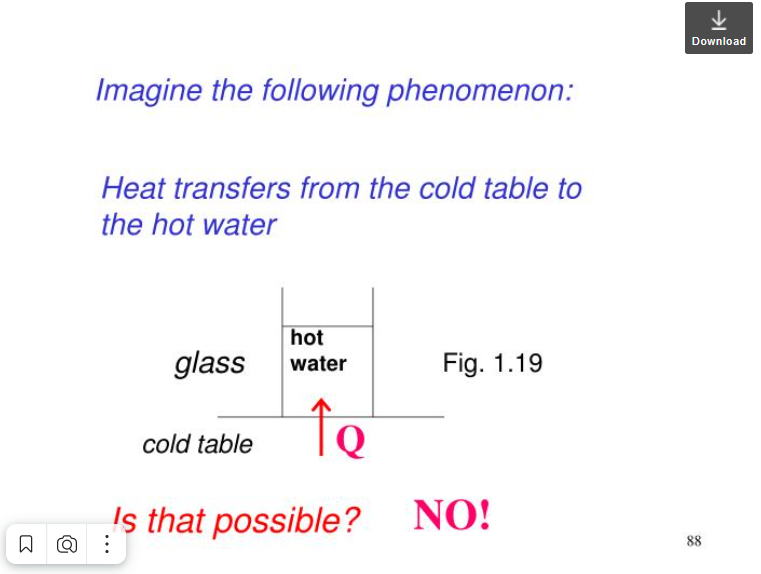 Download
Imagine the following phenomenon:
Heat transfers from the cold table to
the hot water
hot
water
glass
Fig. 1.19
cold table
Q
Is that possible?
NO!
88